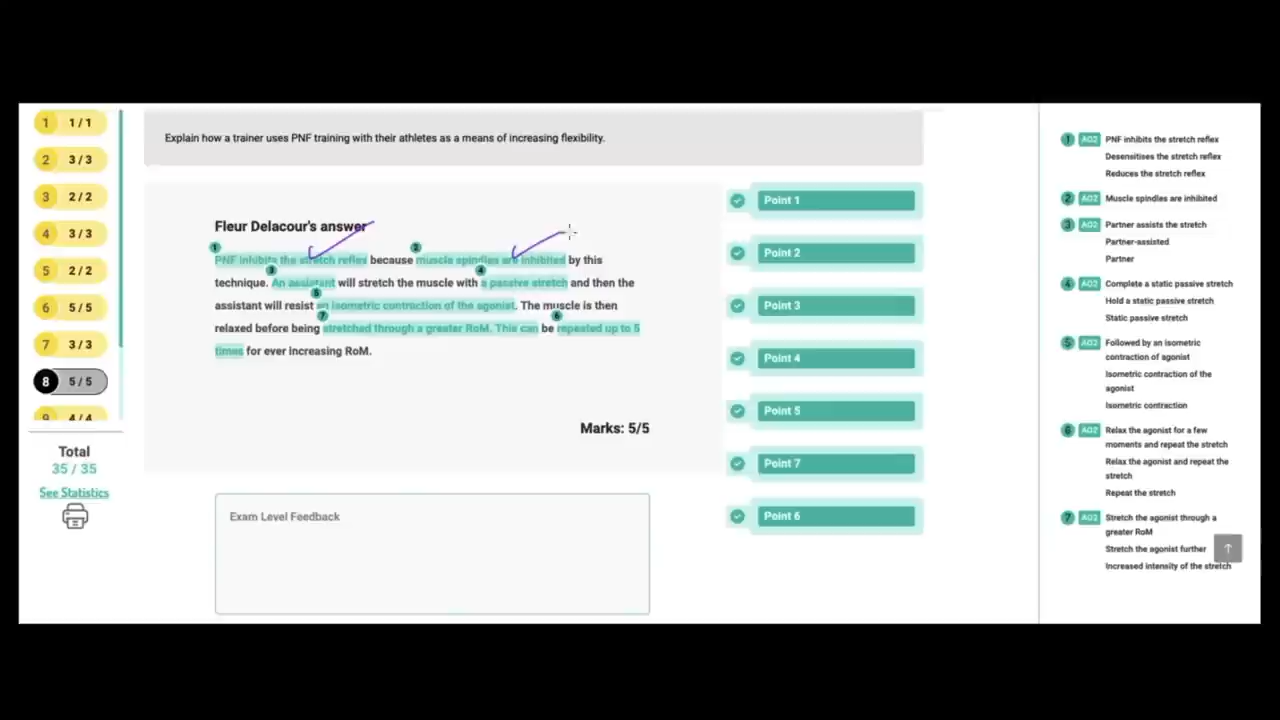 1 1 / 1
2 3 / 3
3 2 / 2
4 3 / 3
5 2 / 2
6 5 / 5
7 3 / 3
8 5 / 5
9 4 / 4
Total
35 / 35
See Statistics
Explain how a trainer uses PNF training with their athletes as a means of increasing flexibility.
Fleur Delacour's answer
1 2
PNF inhibits the stretch reflex because muscle spindles are inhibited by this
3 4
technique. An assistant will stretch the muscle with a passive stretch and then the
5
assistant will resist an isometric contraction of the agonist. The muscle is then
7 6
relaxed before being stretched through a greater RoM. This can be repeated up to 5
times for ever increasing RoM.
Marks: 5/5
Exam Level Feedback
Point 1
Point 2
Point 3
Point 4
Point 5
Point 7
Point 6
1 AO2 PNF inhibits the stretch reflex
Desensitises the stretch reflex
Reduces the stretch reflex
2 AO2 Muscle spindles are inhibited
3 AO2 Partner assists the stretch
Partner-assisted
Partner
4 AO2 Complete a static passive stretch
Hold a static passive stretch
Static passive stretch
5 AO2 Followed by an isometric
contraction of agonist
Isometric contraction of the
agonist
Isometric contraction
6 AO2 Relax the agonist for a few
moments and repeat the stretch
Relax the agonist and repeat the
stretch
Repeat the stretch
7 AO2 Stretch the agonist through a
greater RoM
Stretch the agonist further
Increased intensity of the stretch